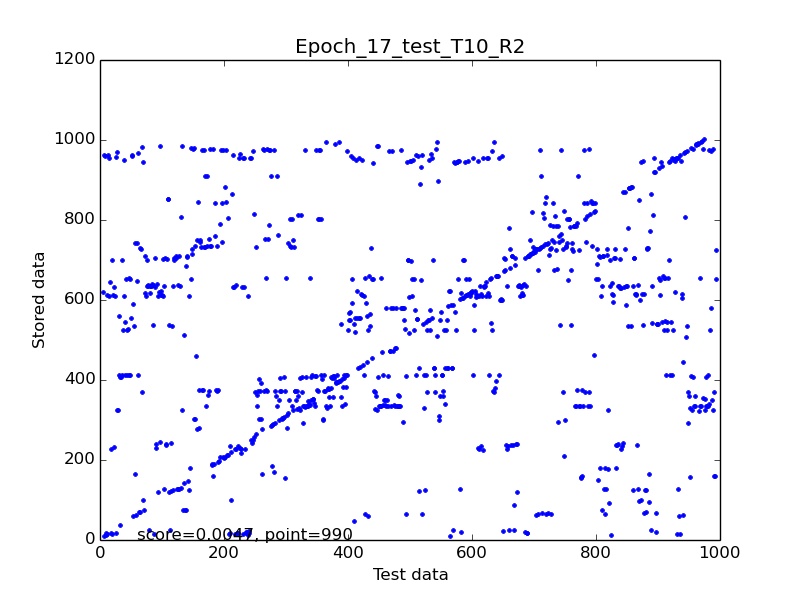 Epoch_17_test_T10_R2
1200
1000
800
600
400
200
0
Stored data
score=0.0047, point=990
0 200 400 600 800 1000
Test data